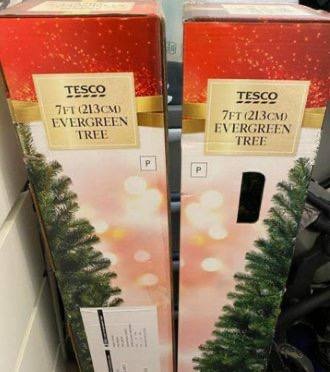 TESCO
7FT (213CM)
EVERGREEN
TREE
P
TESCO
7FT (213CM)
EVERGREEN
TREE
P